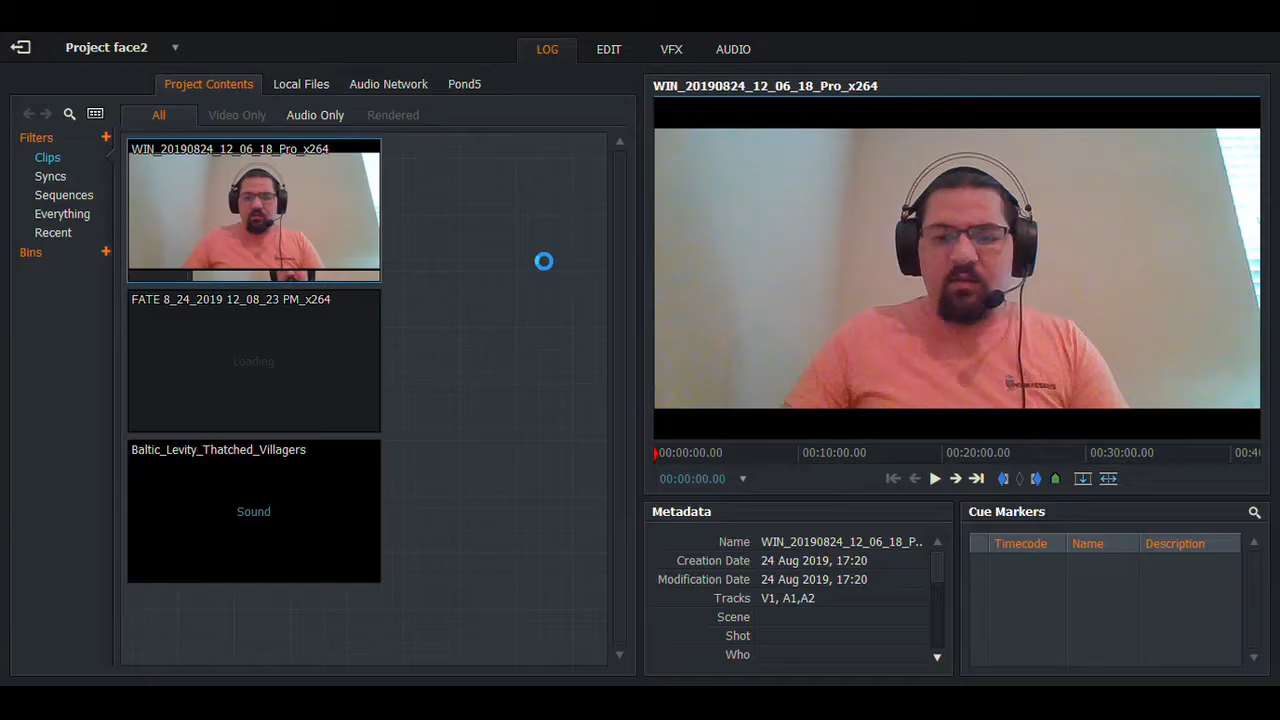 Project face2
LOG EDIT VFX AUDIO
Project Contents Local Files Audio Network Pond5
All Video Only Audio Only Rendered
Filters +
Clips
Syncs
Sequences
Everything
Recent
Bins +
WIN_20190824_12_06_18_Pro_x264
FATE 8_24_2019 12_08_23 PM_x264
Loading
Baltic_Levity_Thatched_Villagers
Sound
WIN_20190824_12_06_18_Pro_x264
00:00:00.00 00:10:00.00 00:20:00.00 00:30:00.00 00:4
00:00:00.00
Metadata
Name WIN_20190824_12_06_18_P..
Creation Date 24 Aug 2019, 17:20
Modification Date 24 Aug 2019, 17:20
Tracks V1, A1,A2
Scene
Shot
Who
Cue Markers
Timecode Name Description